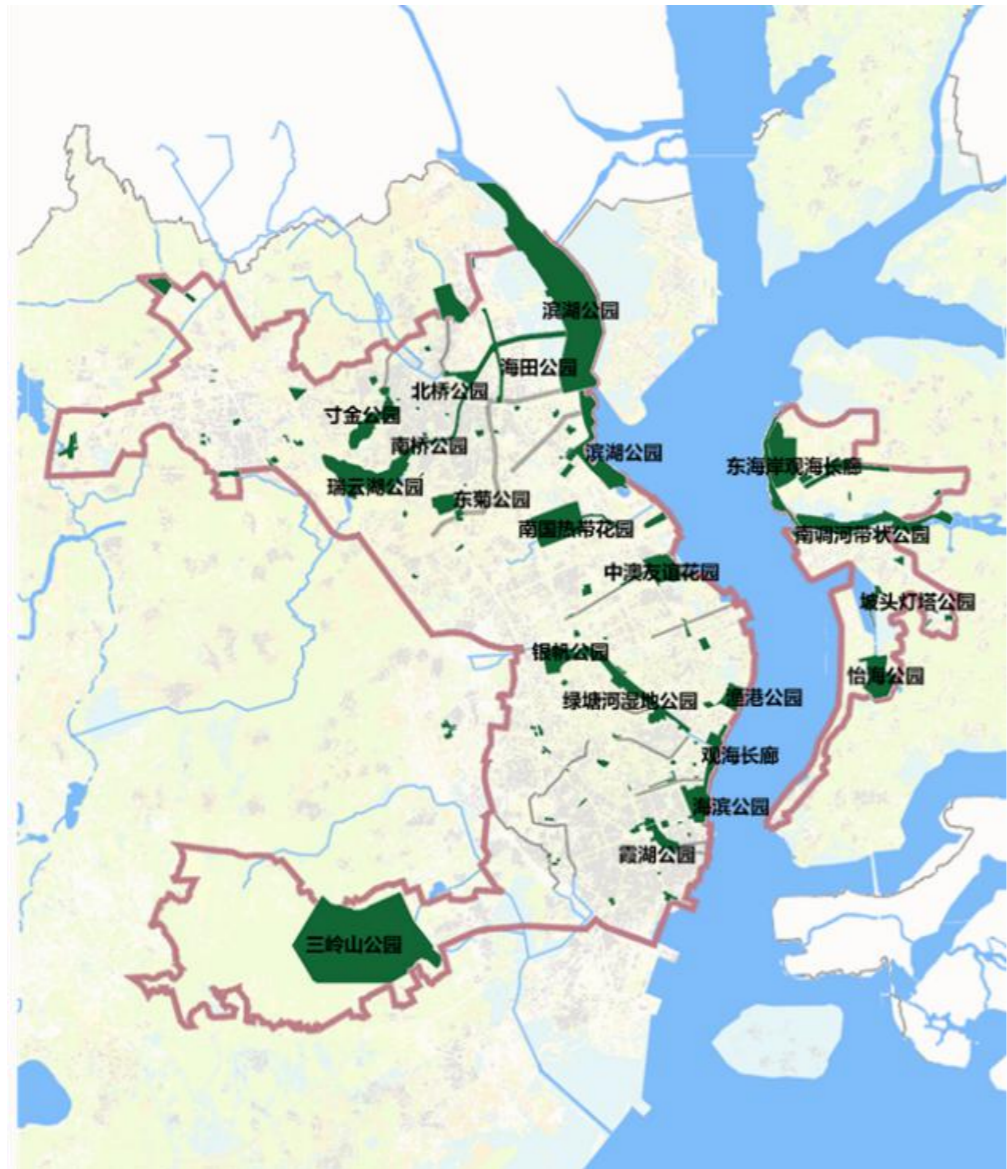 滨湖公园
海田公园
北桥公园
寸金公园
南桥公园
滨湖公园
东海岸观海长廊
瑞云湖公园
东菊公园
南国热带花园
南调河带状公园
中澳友谊花园
坡头灯塔公园
银帆公园
怡海公园
绿塘河湿地公园
渔港公园
观海长廊
海滨公园
霞湖公园
三岭山公园